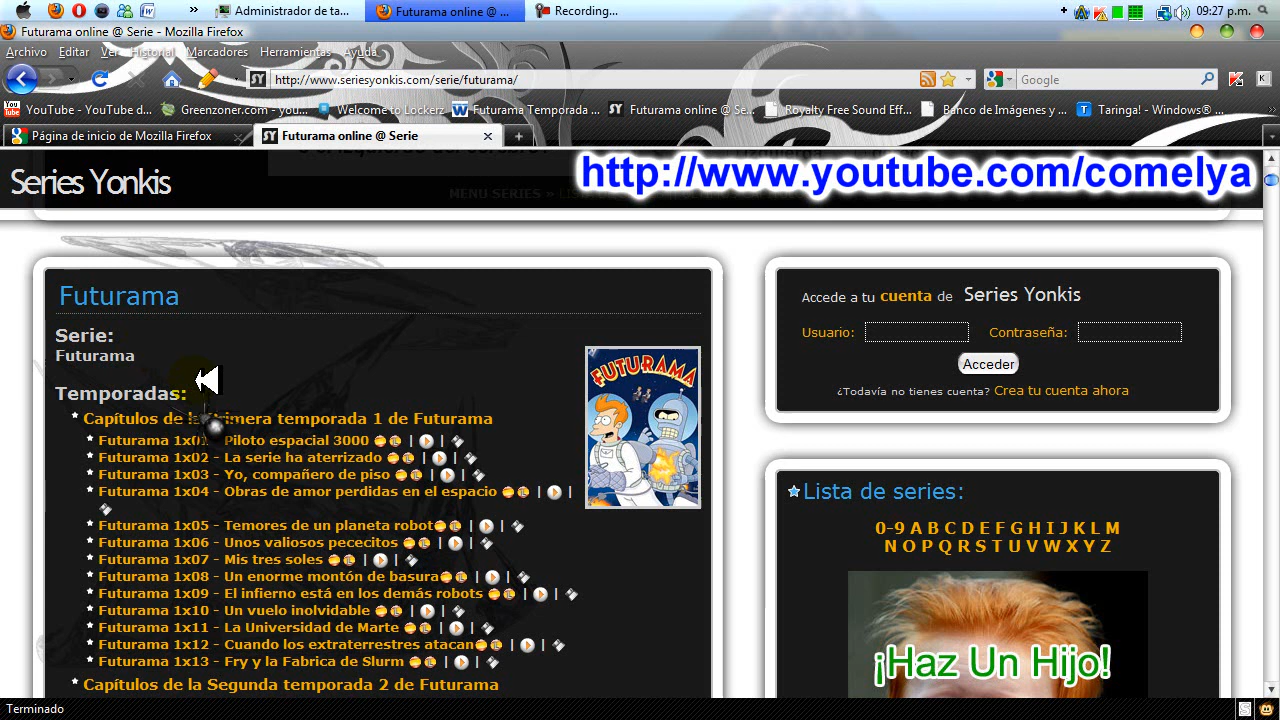 Administrador de ta...
Futurama online @ ...
Recording...
09:27 p.m.
Futurama online @ Serie - Mozilla Firefox
Archivo Editar Ver Historial Marcadores Herramientas Ayuda
SY http://www.seriesyonkis.com/serie/futurama/
Google
YouTube - YouTube d...
Greenzoner.com - you...
Welcome to Lockerz
Futurama Temporada ...
SY Futurama online @ Se...
Royalty Free Sound Eff...
Banco de Imágenes y ...
Taringa! - Windows® ...
Página de inicio de Mozilla Firefox
SY Futurama online @ Serie
Series Yonkis
MENU SERIES »
http://www.youtube.com/comelya
Futurama
Serie:
Futurama
FUTURAMA
Temporadas:
Capítulos de la Primera temporada 1 de Futurama
Futurama 1x01 - Piloto espacial 3000 | |
Futurama 1x02 - La serie ha aterrizado | |
Futurama 1x03 - Yo, compañero de piso | |
Futurama 1x04 - Obras de amor perdidas en el espacio | |
Futurama 1x05 - Temores de un planeta robot | |
Futurama 1x06 - Unos valiosos pececitos | |
Futurama 1x07 - Mis tres soles | |
Futurama 1x08 - Un enorme montón de basura | |
Futurama 1x09 - El infierno está en los demás robots | |
Futurama 1x10 - Un vuelo inolvidable | |
Futurama 1x11 - La Universidad de Marte | |
Futurama 1x12 - Cuando los extraterrestres atacan | |
Futurama 1x13 - Fry y la Fabrica de Slurm | |
Capítulos de la Segunda temporada 2 de Futurama
Accede a tu cuenta de Series Yonkis
Usuario: Contraseña:
Acceder
¿Todavía no tienes cuenta? Crea tu cuenta ahora
Lista de series:
0-9 A B C D E F G H I J K L M
N O P Q R S T U V W X Y Z
¡Haz Un Hijo!
Terminado